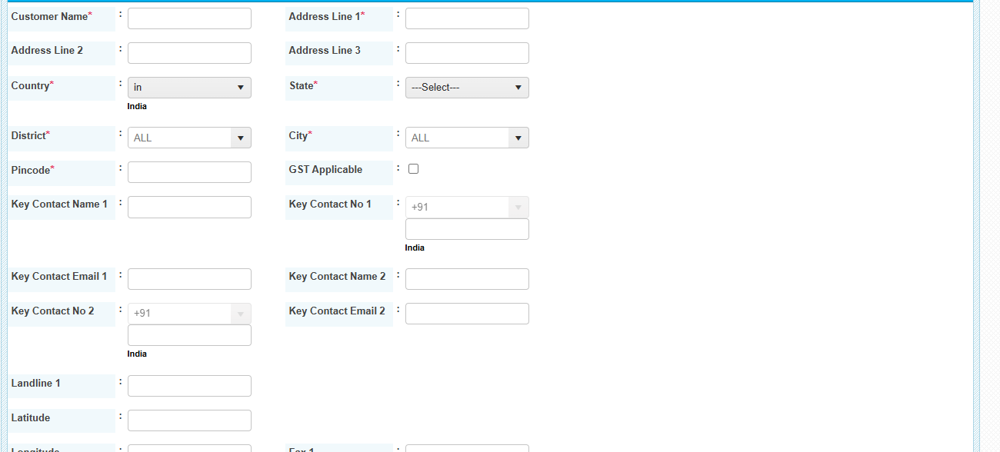 Customer Name* : Address Line 1* :
Address Line 2 : Address Line 3 :
Country* : in State* : ---Select---
India
District* : ALL City* : ALL
Pincode* : GST Applicable :
Key Contact Name 1 : Key Contact No 1 : +91
India
Key Contact Email 1 : Key Contact Name 2 :
Key Contact No 2 : +91 Key Contact Email 2 :
India
Landline 1 :
Latitude :
Longitude : Fax 1 :